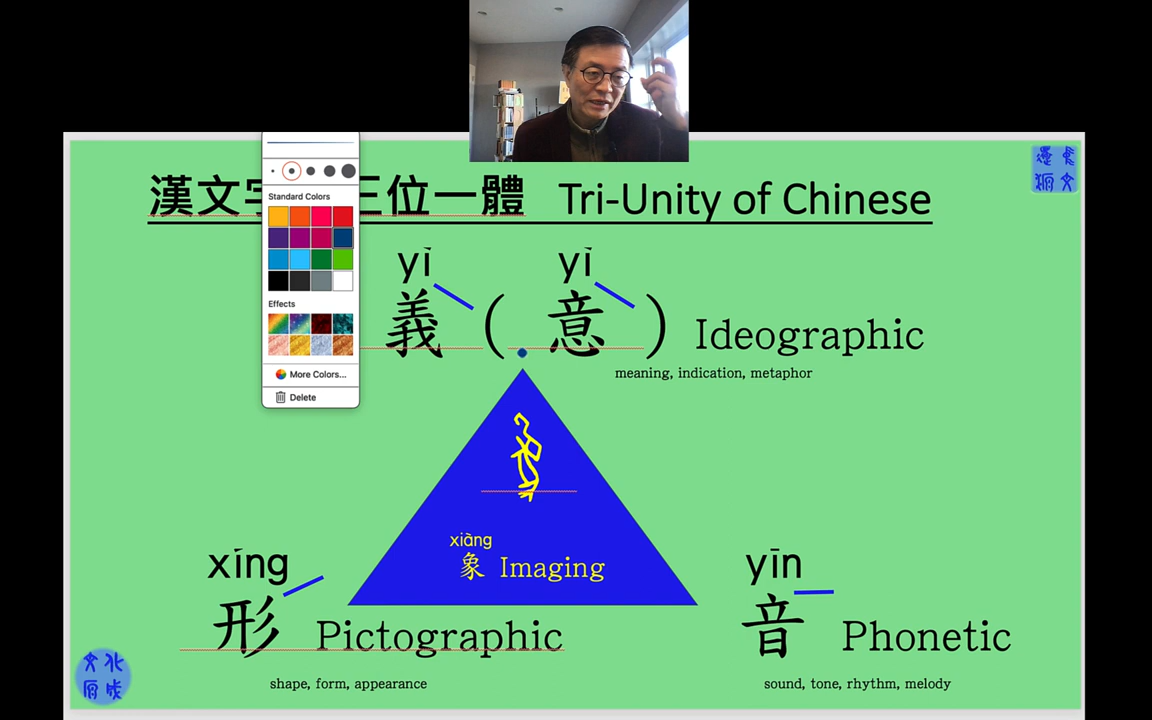 漢文字 三位一體 Tri-Unity of Chinese
Standard Colors
yì yì
義 ( 意 ) Ideographic
meaning, indication, metaphor
Effects
More Colors...
Delete
xiàng
象 Imaging
xíng
形 Pictographic
shape, form, appearance
yīn
音 Phonetic
sound, tone, rhythm, melody
文化